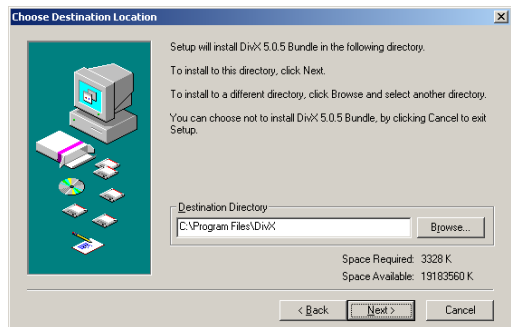 Choose Destination Location
Setup will install DivX 5.0.5 Bundle in the following directory.
To install to this directory, click Next.
To install to a different directory, click Browse and select another directory.
You can choose not to install DivX 5.0.5 Bundle, by clicking Cancel to exit
Setup.
Destination Directory
C:\Program Files\DivX
Browse...
Space Required: 3328 K
Space Available: 19183560 K
< Back
Next >
Cancel